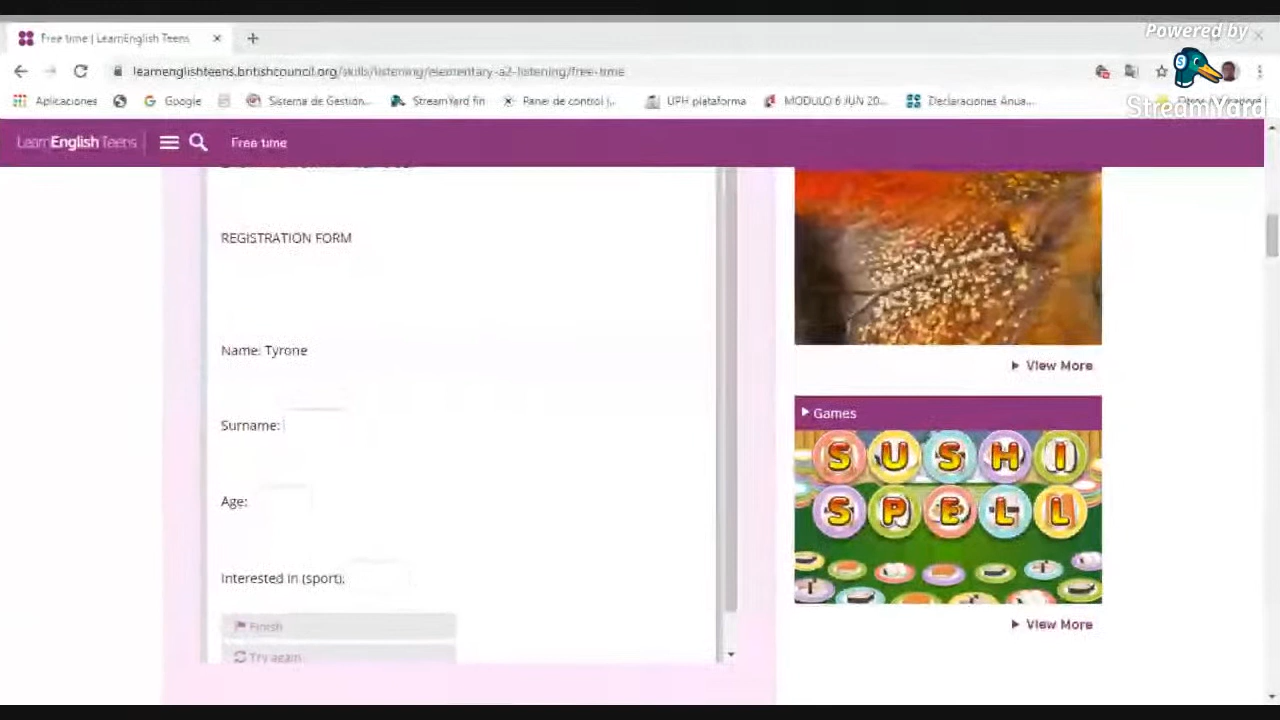 Powered by
Free time | LearnEnglish Teens
learnenglishteens.britishcouncil.org/skills/listening/elementary-a2-listening/free-time
Aplicaciones
Google
Sistema de Gestión...
StreamYard fin
Panel de control j...
UPH plataforma
MODULO 6 JUN 20...
Declaraciones Anua...
StreamYard
LearnEnglish Teens
Free time
REGISTRATION FORM
Name: Tyrone
Surname:
Age:
Interested in (sport):
Finish
Try again
View More
Games
SUSHI
SPELL
View More